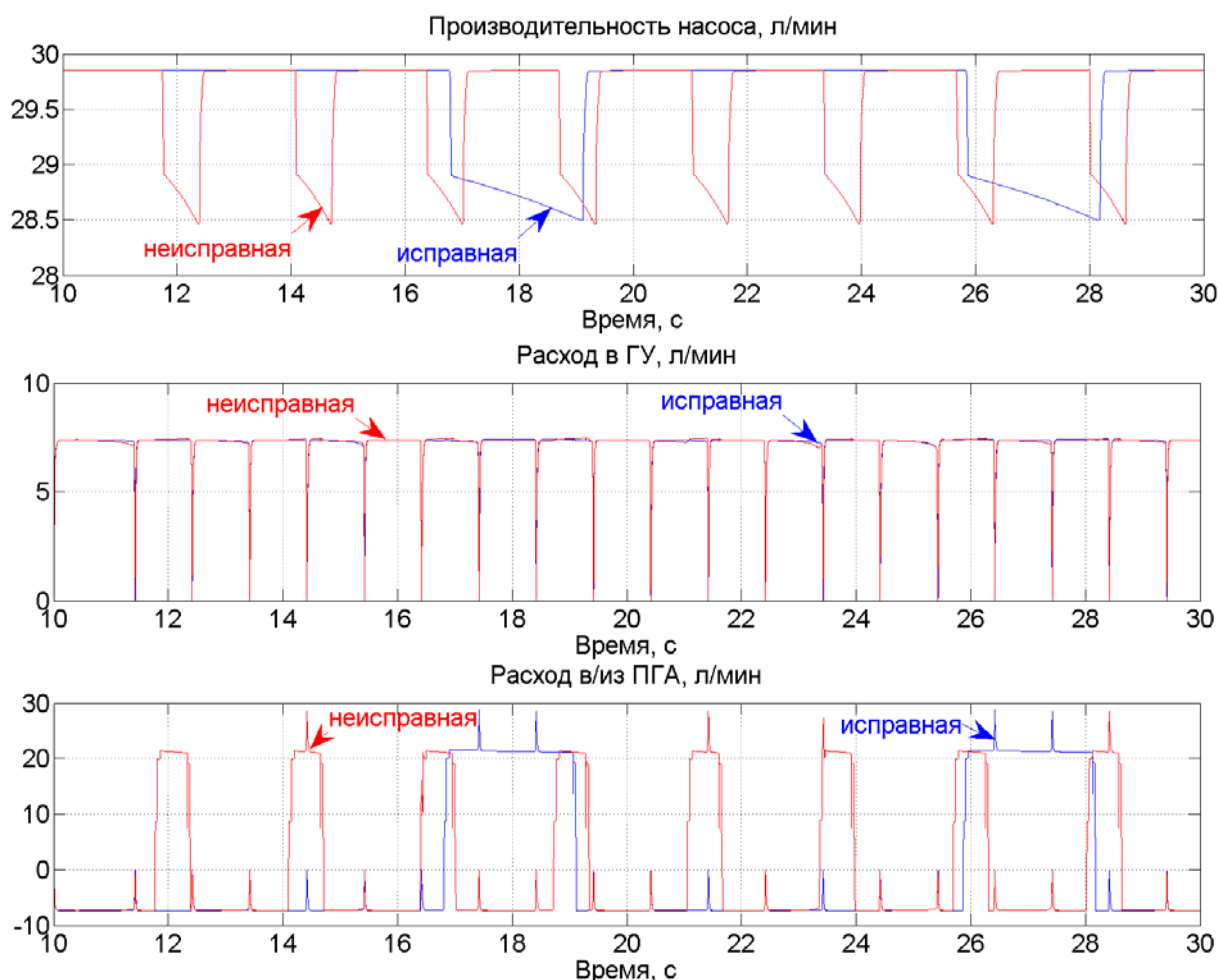 Производительность насоса, л/мин
30
29.5
29
28.5
28
неисправная
исправная
10 12 14 16 18 20 22 24 26 28 30
Время, с
Расход в ГУ, л/мин
10
5
0
неисправная
исправная
10 12 14 16 18 20 22 24 26 28 30
Время, с
Расход в/из ПГА, л/мин
30
20
10
0
-10
неисправная
исправная
10 12 14 16 18 20 22 24 26 28 30
Время, с